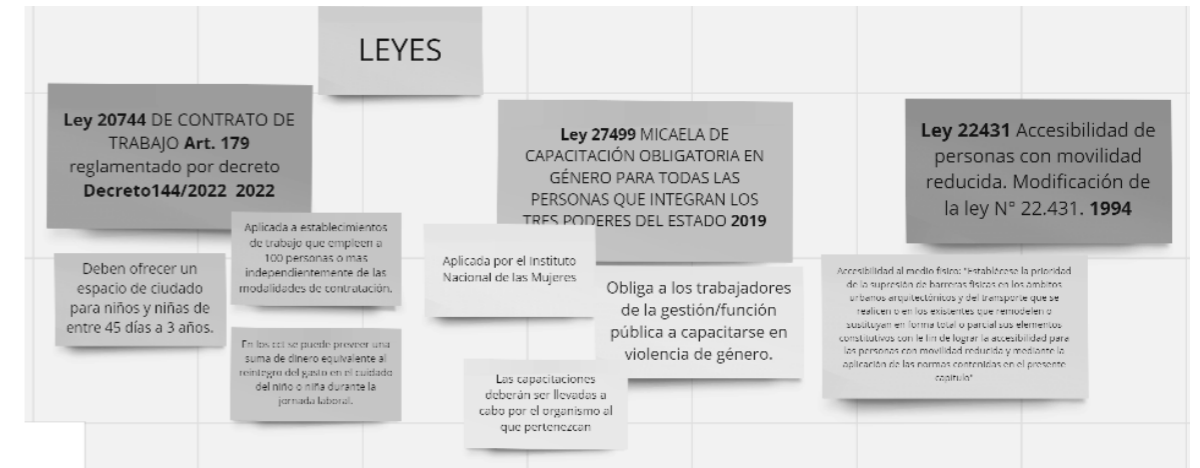 LEYES
Ley 20744 DE CONTRATO DE
TRABAJO Art. 179
reglamentado por decreto
Decreto144/2022 2022
Deben ofrecer un
espacio de ciudado
para niños y niñas de
entre 45 días a 3 años.
Aplicada a establecimientos
de trabajo que empleen a
100 personas o mas
independientemente de las
modalidades de contratación.
En los cct se puede proveer una
suma de dinero equivalente al
reintegro del gasto en el cuidado
del niño o niña durante la
jornada laboral.
Ley 27499 MICAELA DE
CAPACITACIÓN OBLIGATORIA EN
GÉNERO PARA TODAS LAS
PERSONAS QUE INTEGRAN LOS
TRES PODERES DEL ESTADO 2019
Aplicada por el Instituto
Nacional de las Mujeres
Obliga a los trabajadores
de la gestión/función
pública a capacitarse en
violencia de género.
Las capacitaciones
deberán ser llevadas a
cabo por el organismo al
que pertenezcan
Ley 22431 Accesibilidad de
personas con movilidad
reducida. Modificación de
la ley N° 22.431. 1994
Accesibilidad al medio físico: "Establécese la prioridad
de la supresión de barreras físicas en los ámbitos
urbanos arquitectónicos y del transporte que se
realicen o en los existentes que remodelen o
sustituyan en forma total o parcial sus elementos
constitutivos con le fin de lograr la accesibilidad para
las personas con movilidad reducida y mediante la
aplicación de las normas contenidas en el presente
capítulo"